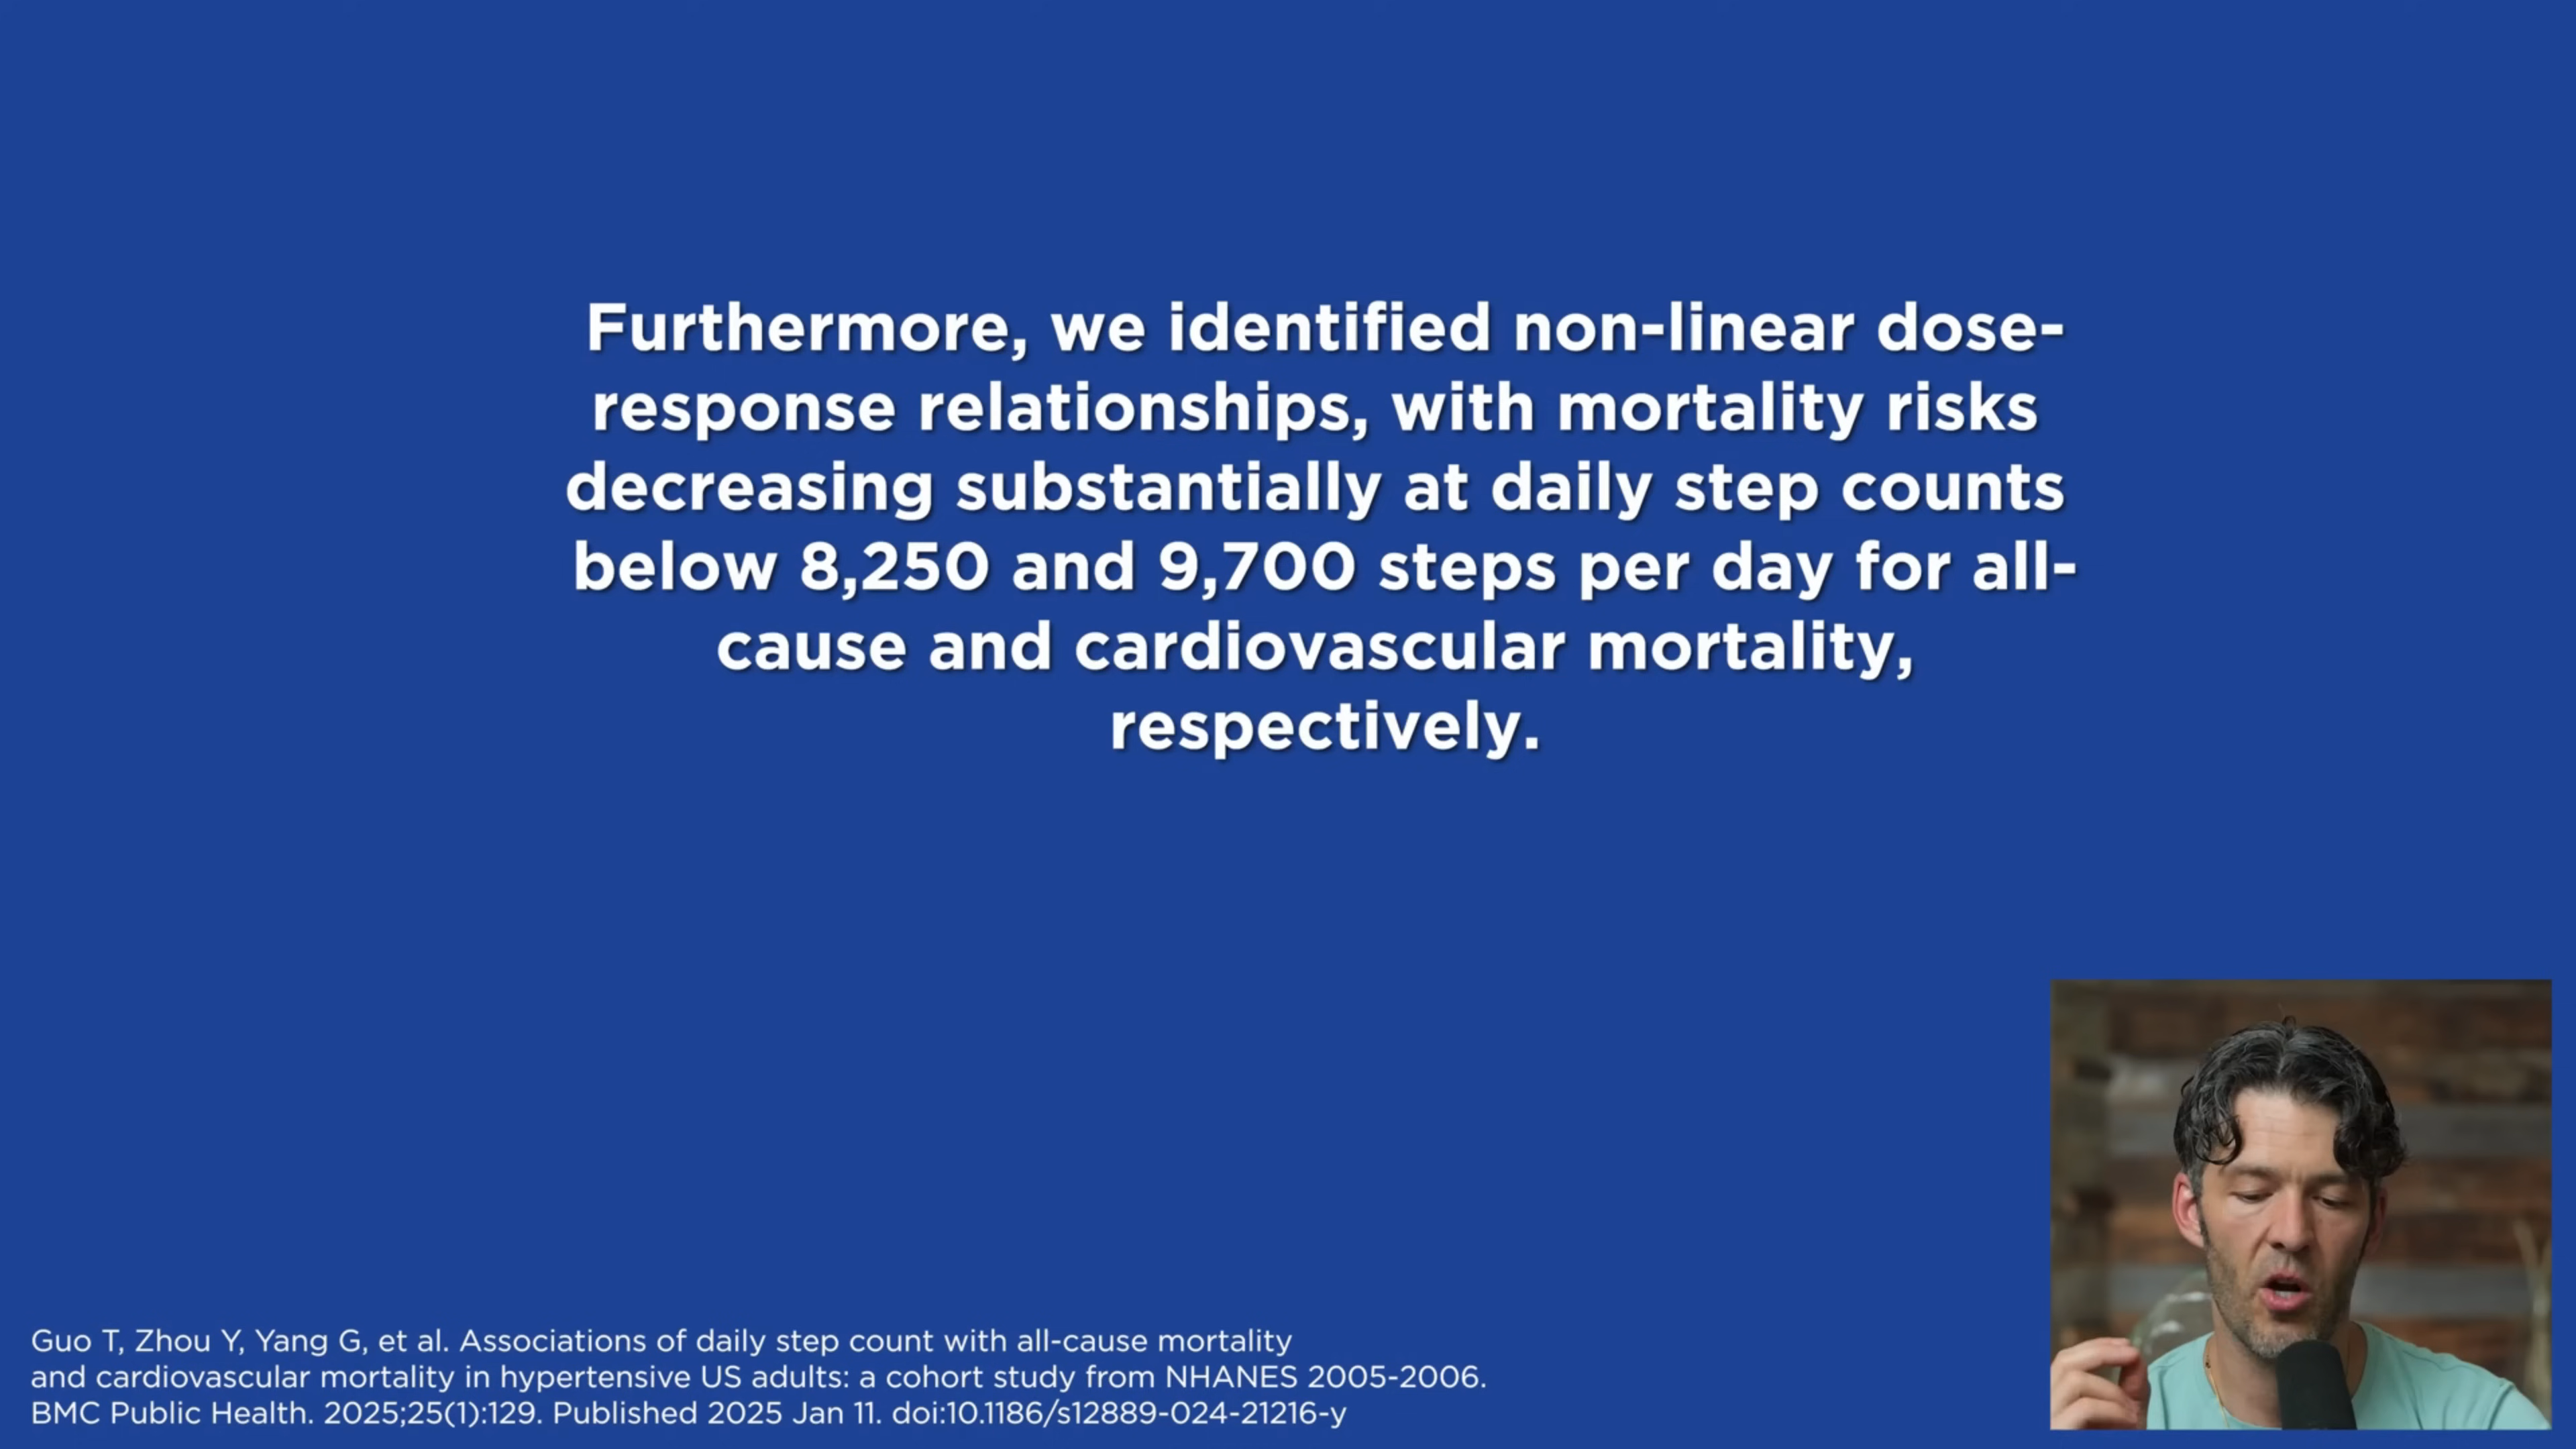 Furthermore, we identified non-linear dose-
response relationships, with mortality risks
decreasing substantially at daily step counts
below 8,250 and 9,700 steps per day for all-
cause and cardiovascular mortality,
respectively.
Guo T, Zhou Y, Yang G, et al. Associations of daily step count with all-cause mortality
and cardiovascular mortality in hypertensive US adults: a cohort study from NHANES 2005-2006.
BMC Public Health. 2025;25(1):129. Published 2025 Jan 11. doi:10.1186/s12889-024-21216-y